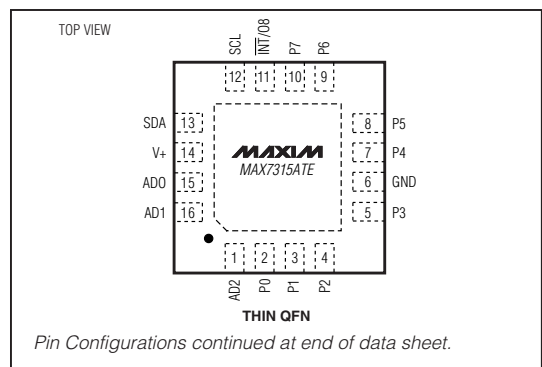 TOP VIEW
SCL
INT/O8
P7
P6
12
11
10
9
SDA 13
8 P5
V+ 14
7 P4
AD0 15
6 GND
AD1 16
5 P3
MAXIM
MAX7315ATE
1
2
3
4
AD2
P0
P1
P2
THIN QFN
Pin Configurations continued at end of data sheet.